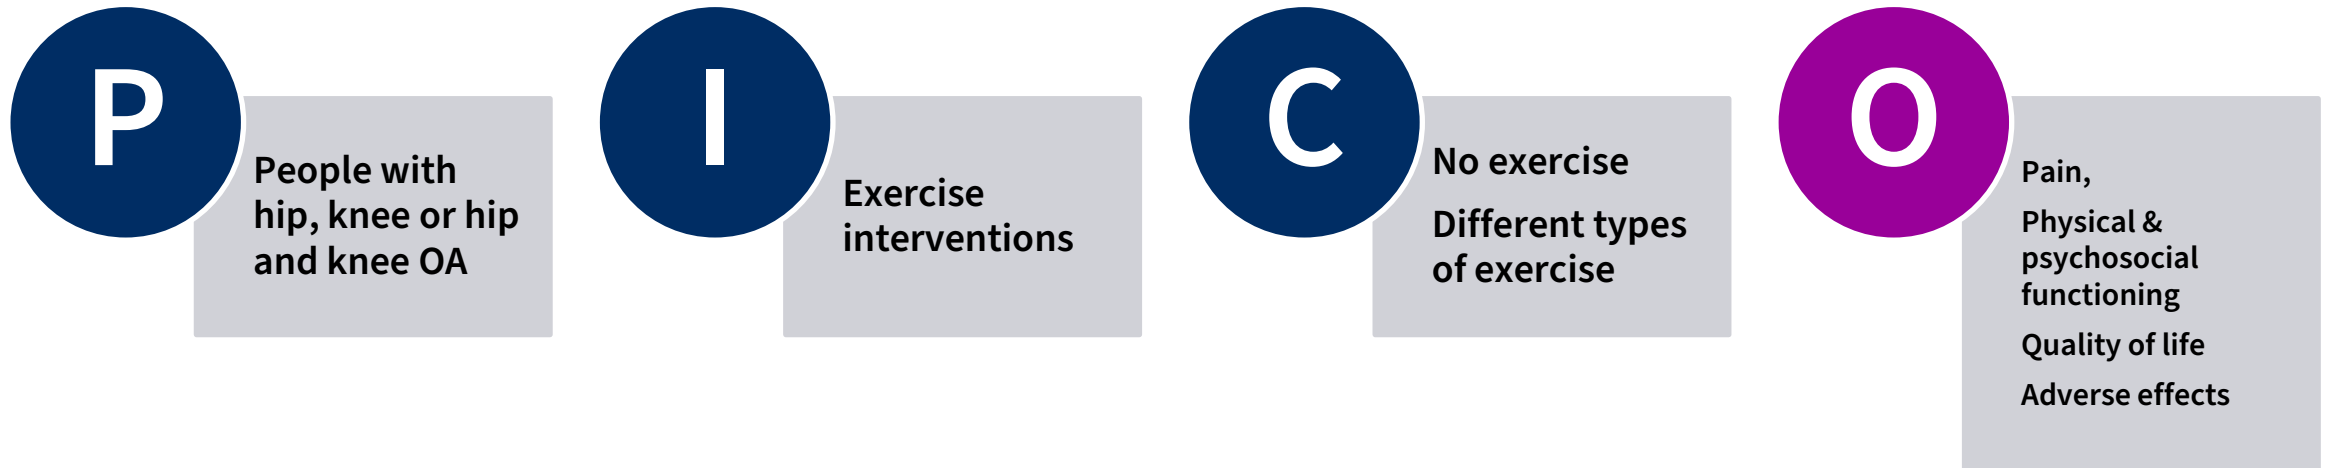 P
People with
hip, knee or hip
and knee OA
I
Exercise
interventions
C
No exercise
Different types
of exercise
O
Pain,
Physical &
psychosocial
functioning
Quality of life
Adverse effects